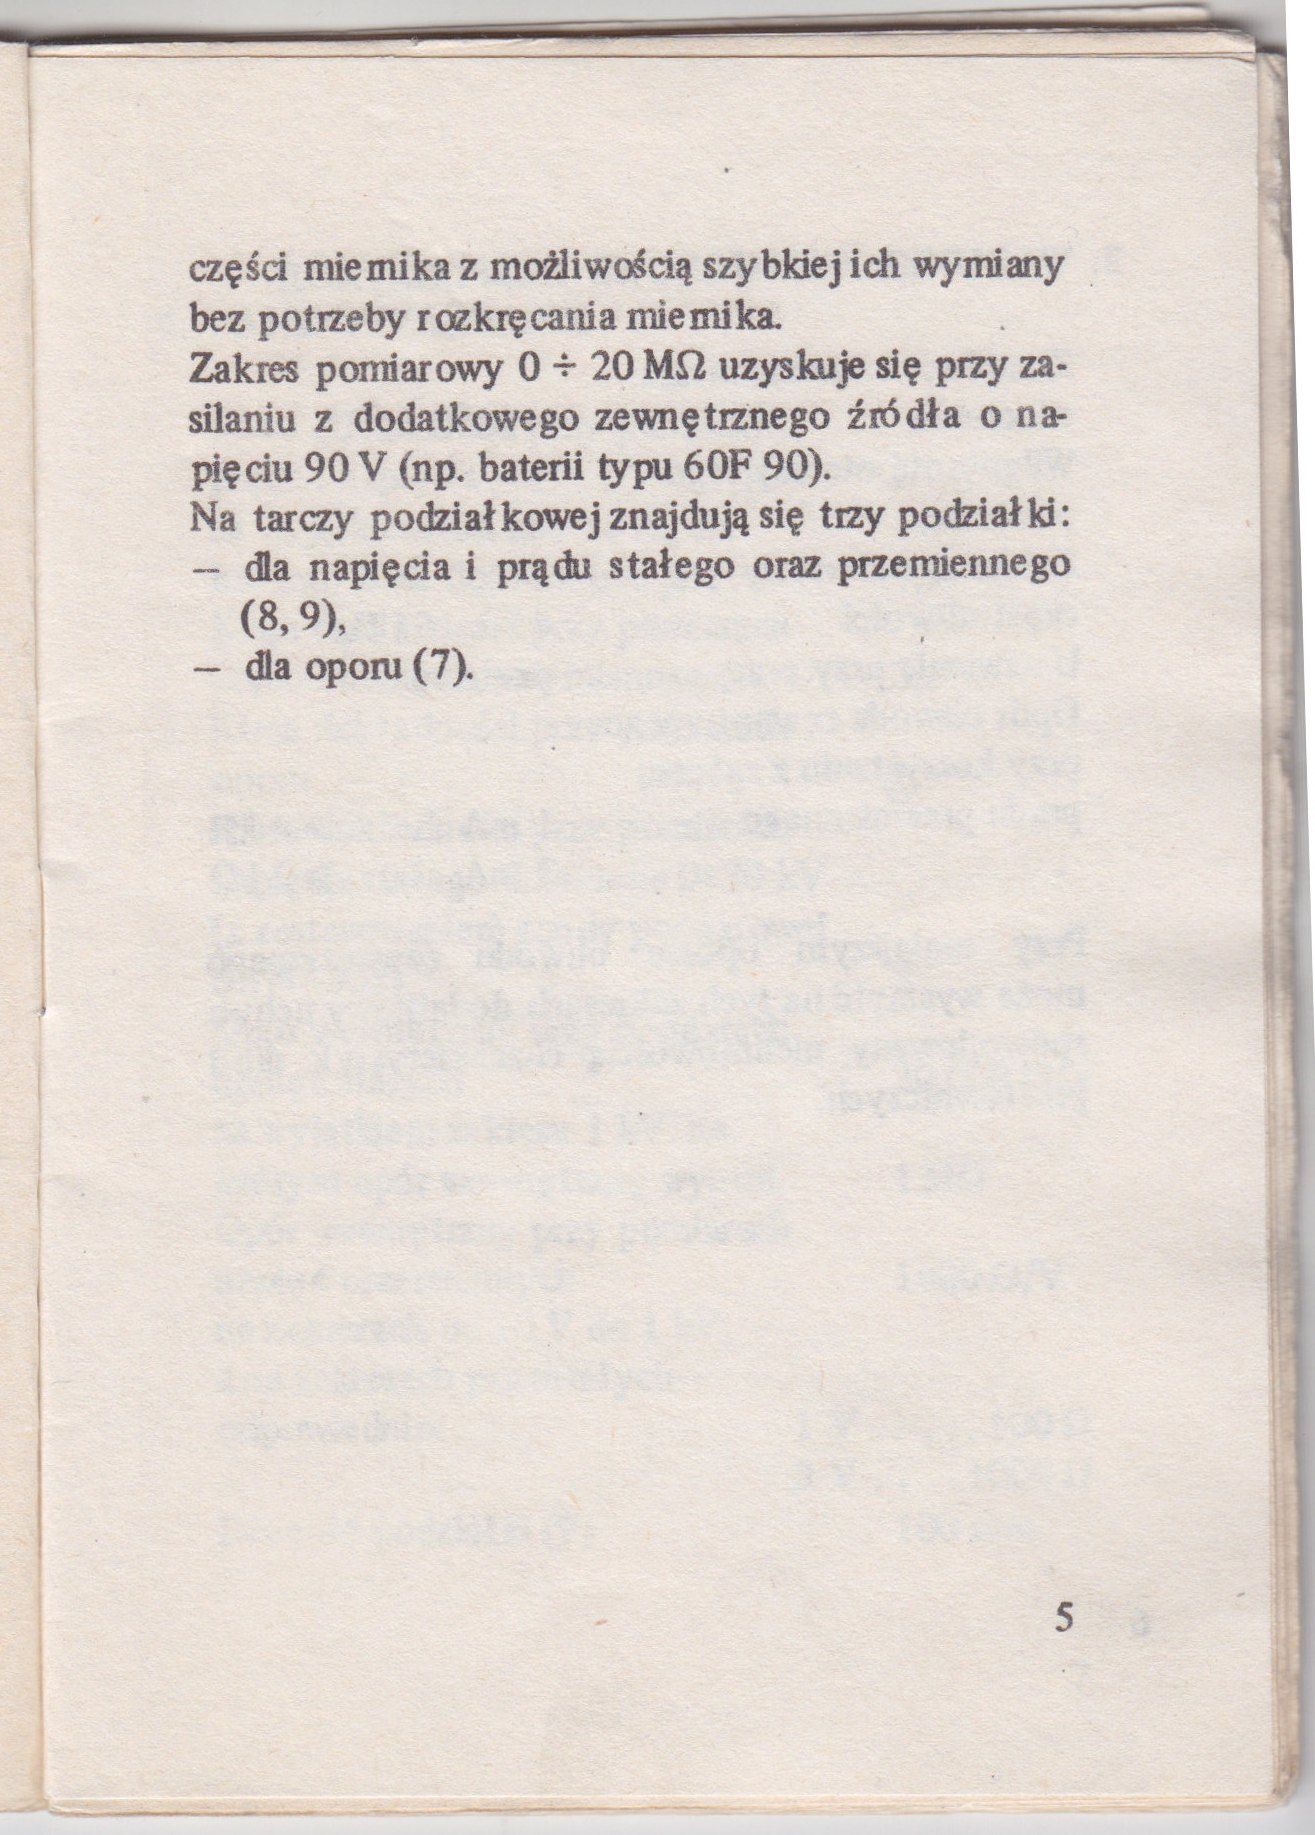 części miernika z możliwością szybkiej ich wymiany
bez potrzeby rozkręcania miernika.
Zakres pomiarowy 0 ÷ 20 MΩ uzyskuje się przy za-
silaniu z dodatkowego zewnętrznego źródła o na-
pięciu 90 V (np. baterii typu 60F 90).
Na tarczy podziałkowej znajdują się trzy podziałki:
— dla napięcia i prądu stałego oraz przemiennego
(8, 9),
— dla oporu (7).
5